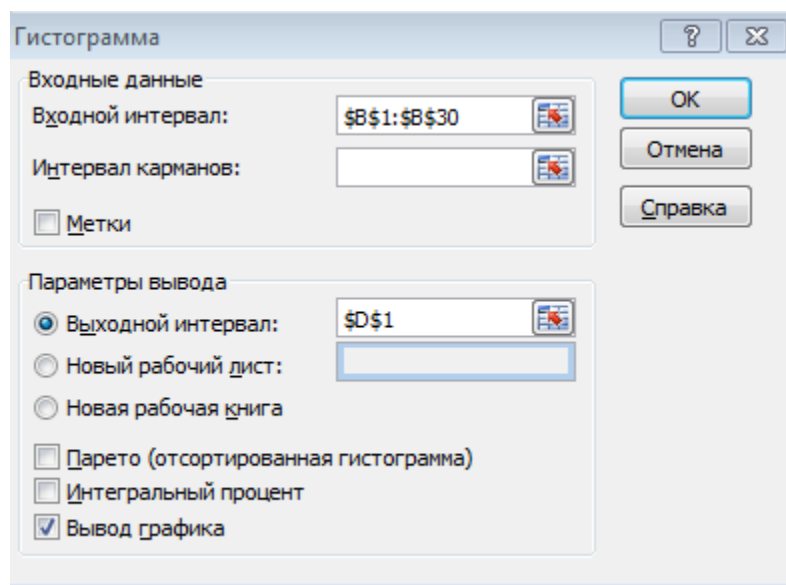 Гистограмма
Входные данные
Входной интервал: $B$1:$B$30
Интервал карманов:
Метки
OK
Отмена
Справка
Параметры вывода
Выходной интервал: $D$1
Новый рабочий лист:
Новая рабочая книга
Парето (отсортированная гистограмма)
Интегральный процент
Вывод графика